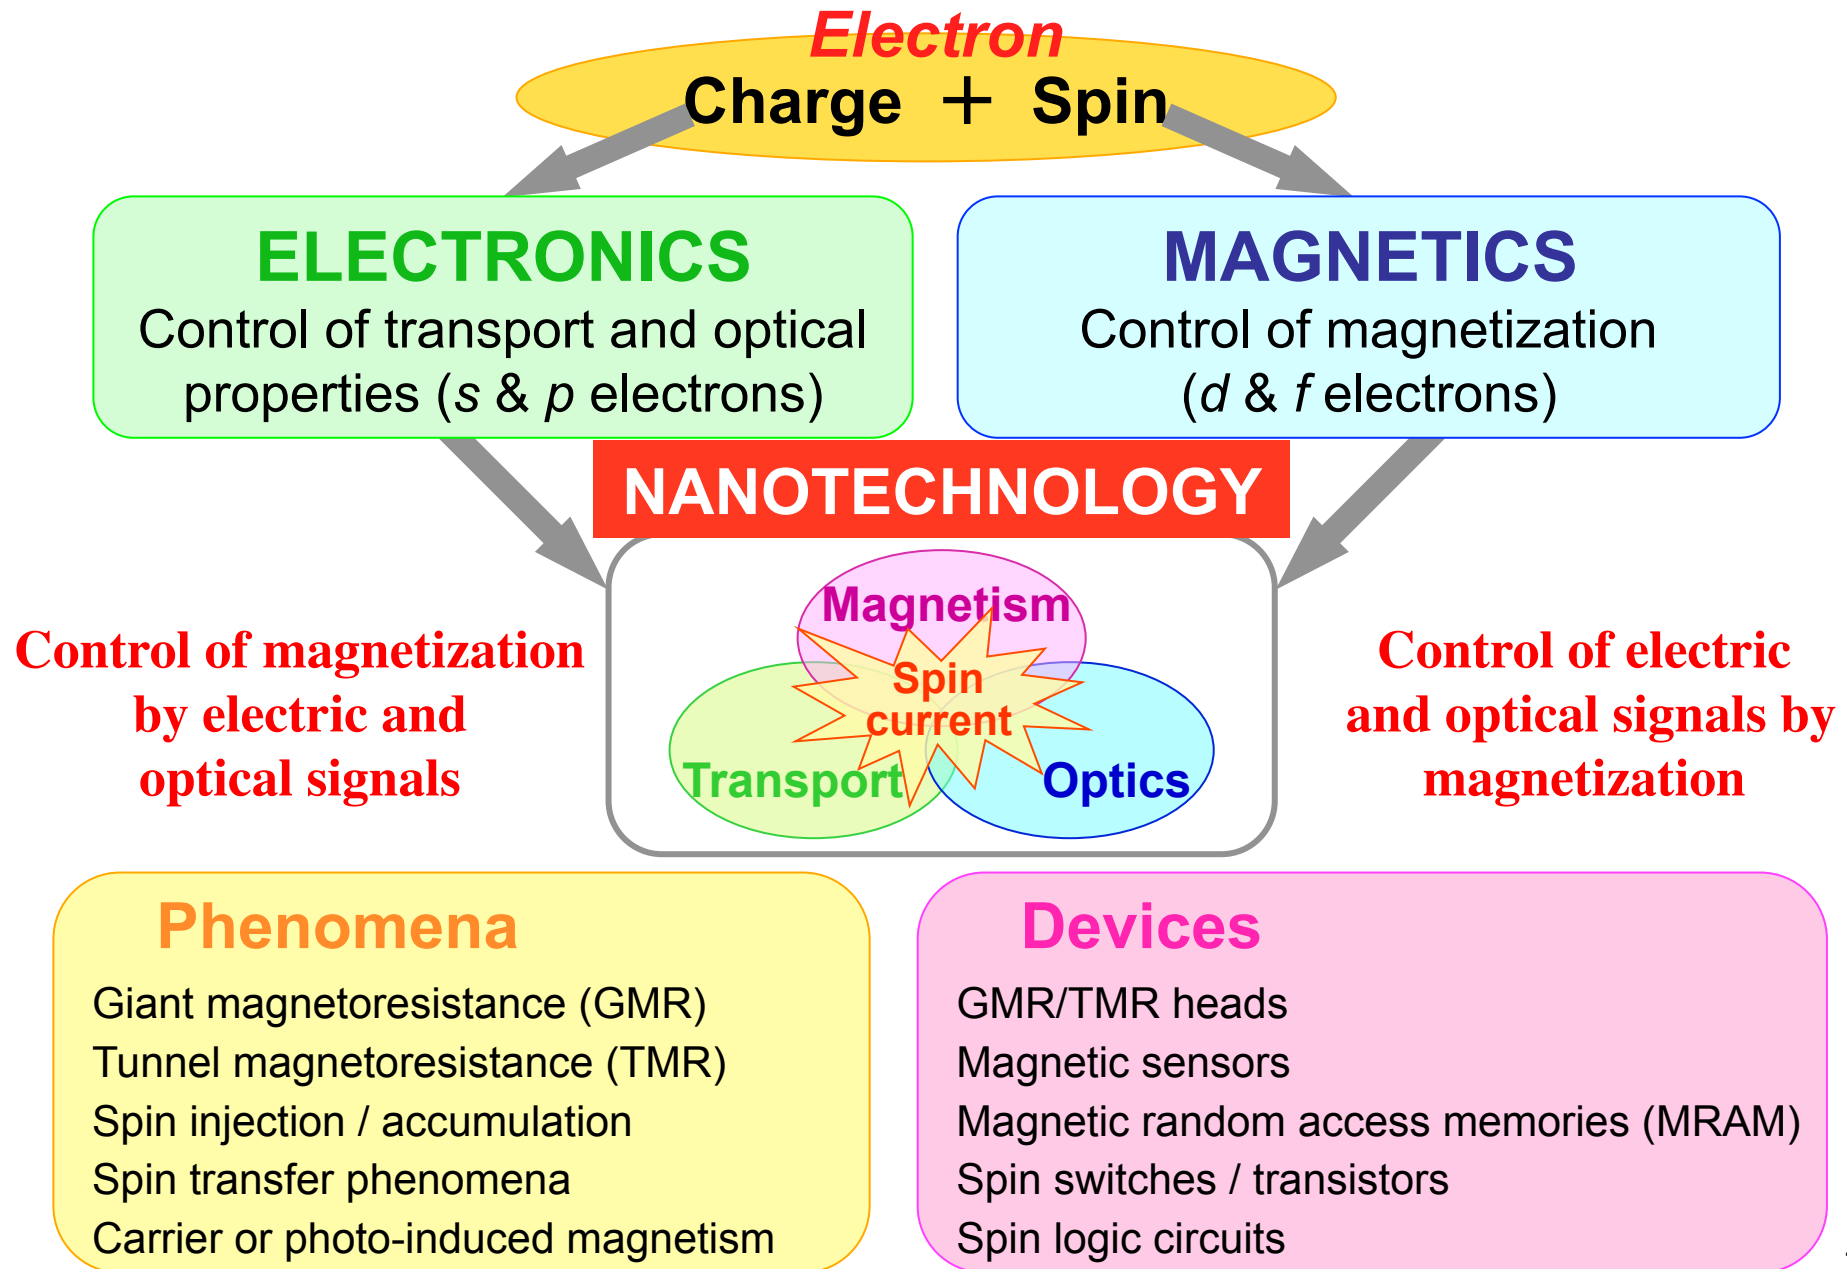 Electron
Charge + Spin
ELECTRONICS
Control of transport and optical
properties (s & p electrons)
MAGNETICS
Control of magnetization
(d & f electrons)
NANOTECHNOLOGY
Control of magnetization
by electric and
optical signals
Magnetism
Spin
current
Transport
Optics
Control of electric
and optical signals by
magnetization
Phenomena
Giant magnetoresistance (GMR)
Tunnel magnetoresistance (TMR)
Spin injection / accumulation
Spin transfer phenomena
Carrier or photo-induced magnetism
Devices
GMR/TMR heads
Magnetic sensors
Magnetic random access memories (MRAM)
Spin switches / transistors
Spin logic circuits